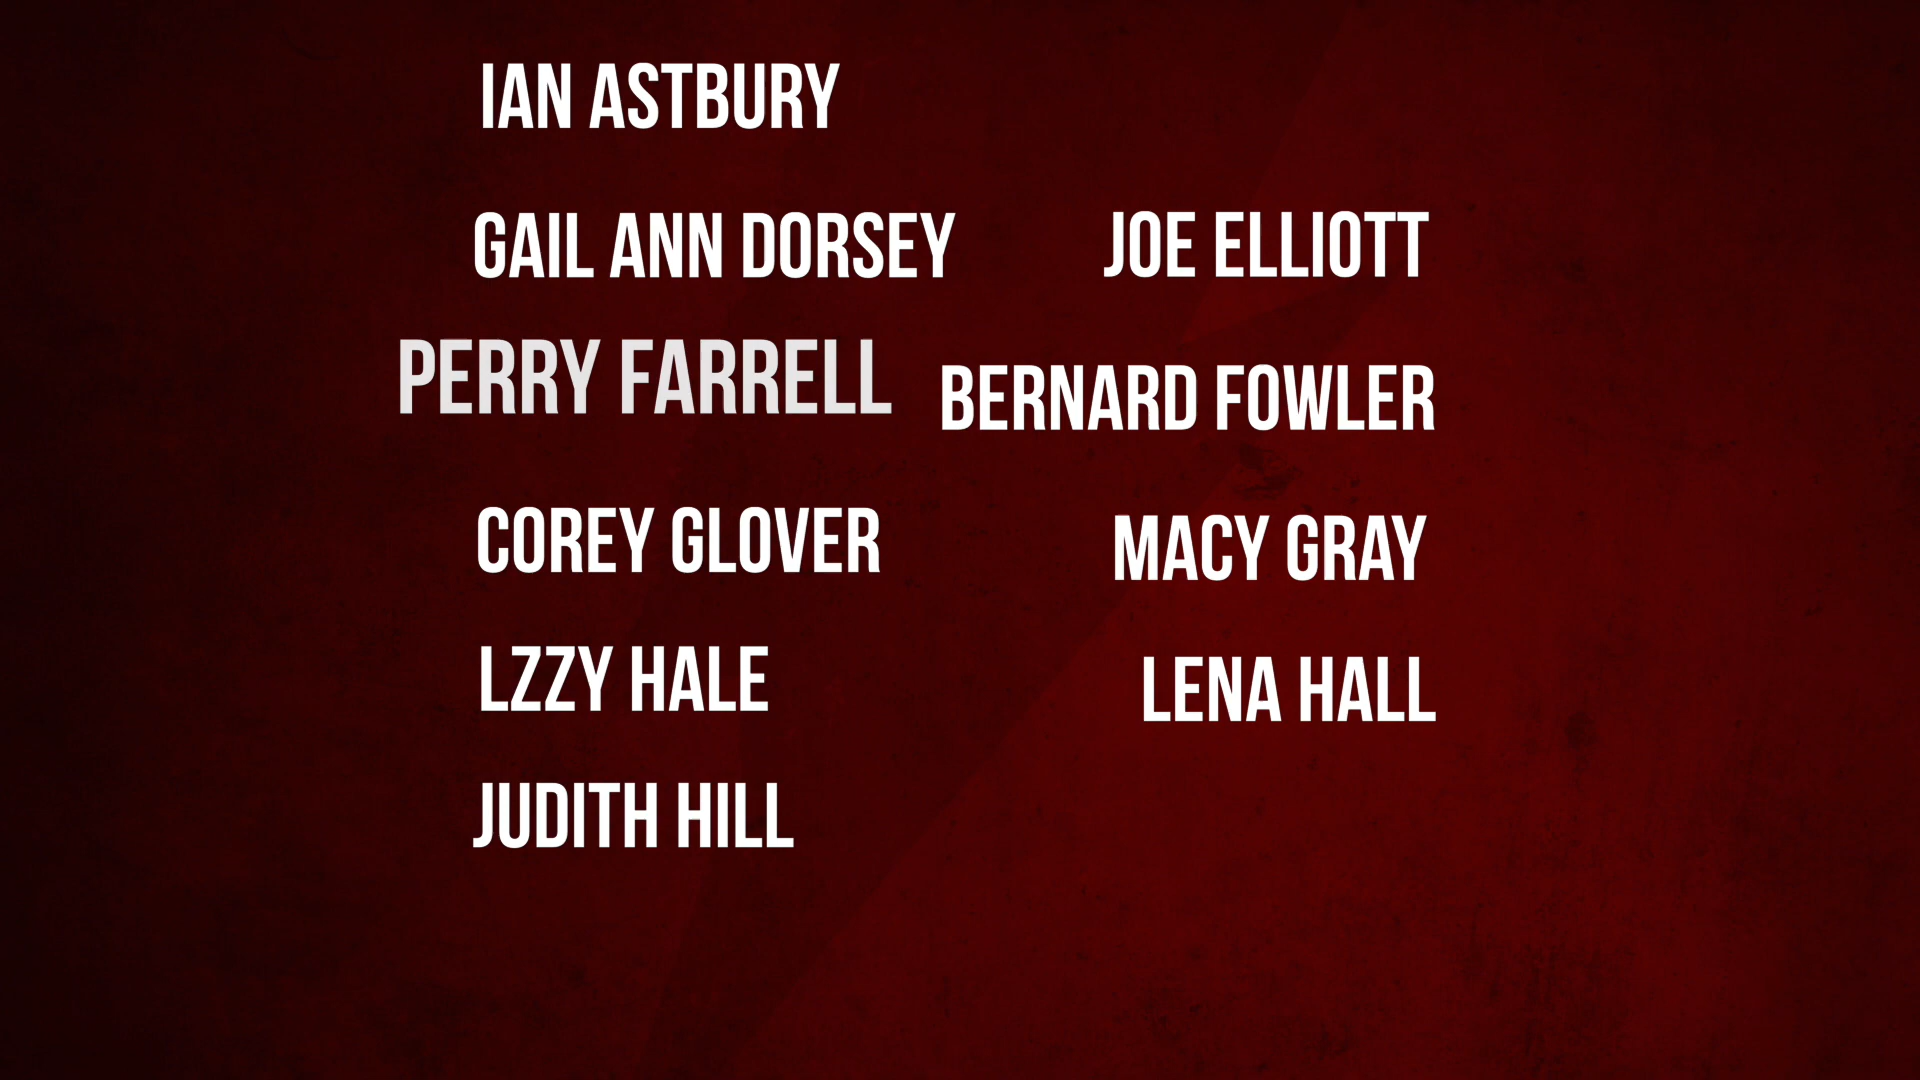 IAN ASTBURY
GAIL ANN DORSEY
JOE ELLIOTT
PERRY FARRELL
BERNARD FOWLER
COREY GLOVER
MACY GRAY
LZZY HALE
LENA HALL
JUDITH HILL